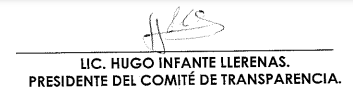 LIC. HUGO INFANTE LLERENAS.
PRESIDENTE DEL COMITÉ DE TRANSPARENCIA.